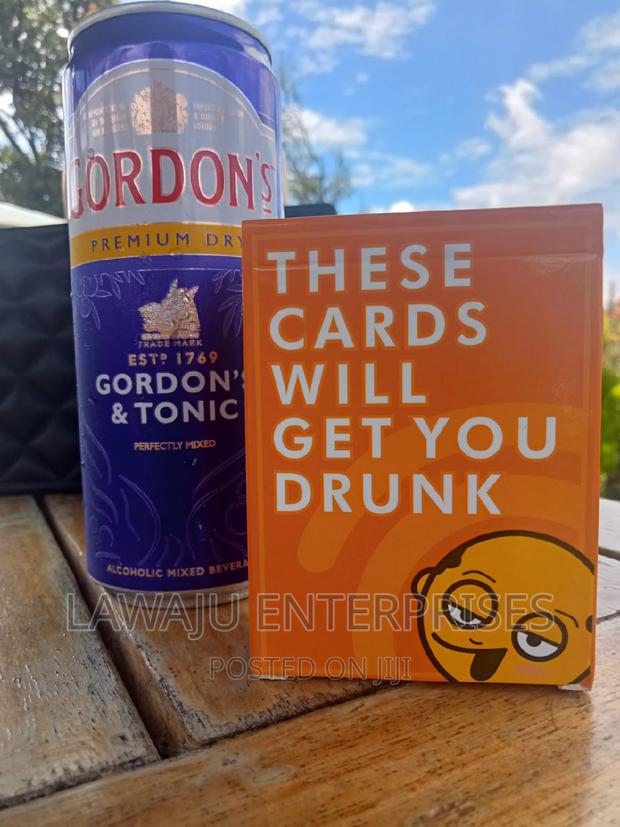 GORDON'S
PREMIUM DRY
TRADE MARK
ESTD 1769
GORDON'S
& TONIC
PERFECTLY MIXED
ALCOHOLIC MIXED BEVERA
THESE
CARDS
WILL
GET YOU
DRUNK
LAWAJU ENTERPRISES
POSTED ON JIJI